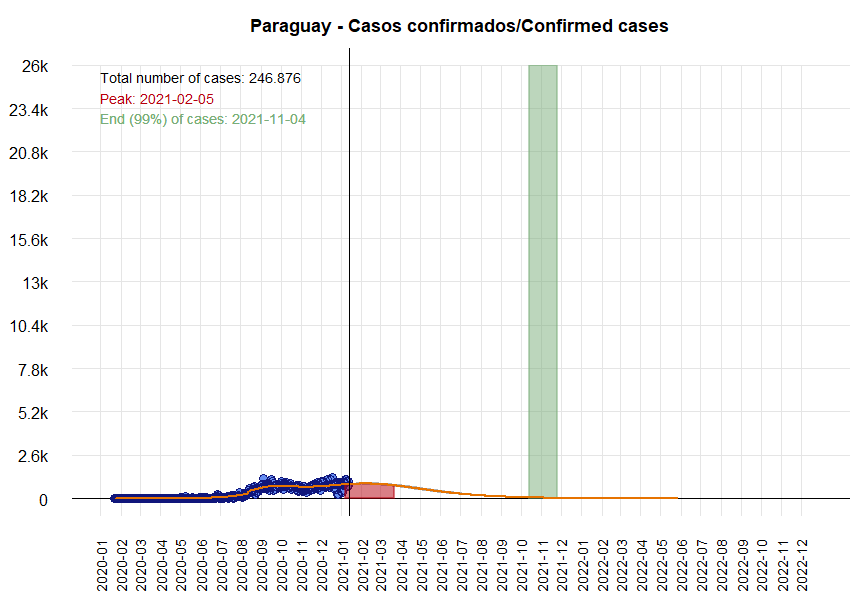 Paraguay - Casos confirmados/Confirmed cases
Total number of cases: 246.876
Peak: 2021-02-05
End (99%) of cases: 2021-11-04
26k
23.4k
20.8k
18.2k
15.6k
13k
10.4k
7.8k
5.2k
2.6k
0
2020-01
2020-02
2020-03
2020-04
2020-05
2020-06
2020-07
2020-08
2020-09
2020-10
2020-11
2020-12
2021-01
2021-02
2021-03
2021-04
2021-05
2021-06
2021-07
2021-08
2021-09
2021-10
2021-11
2021-12
2022-01
2022-02
2022-03
2022-04
2022-05
2022-06
2022-07
2022-08
2022-09
2022-10
2022-11
2022-12